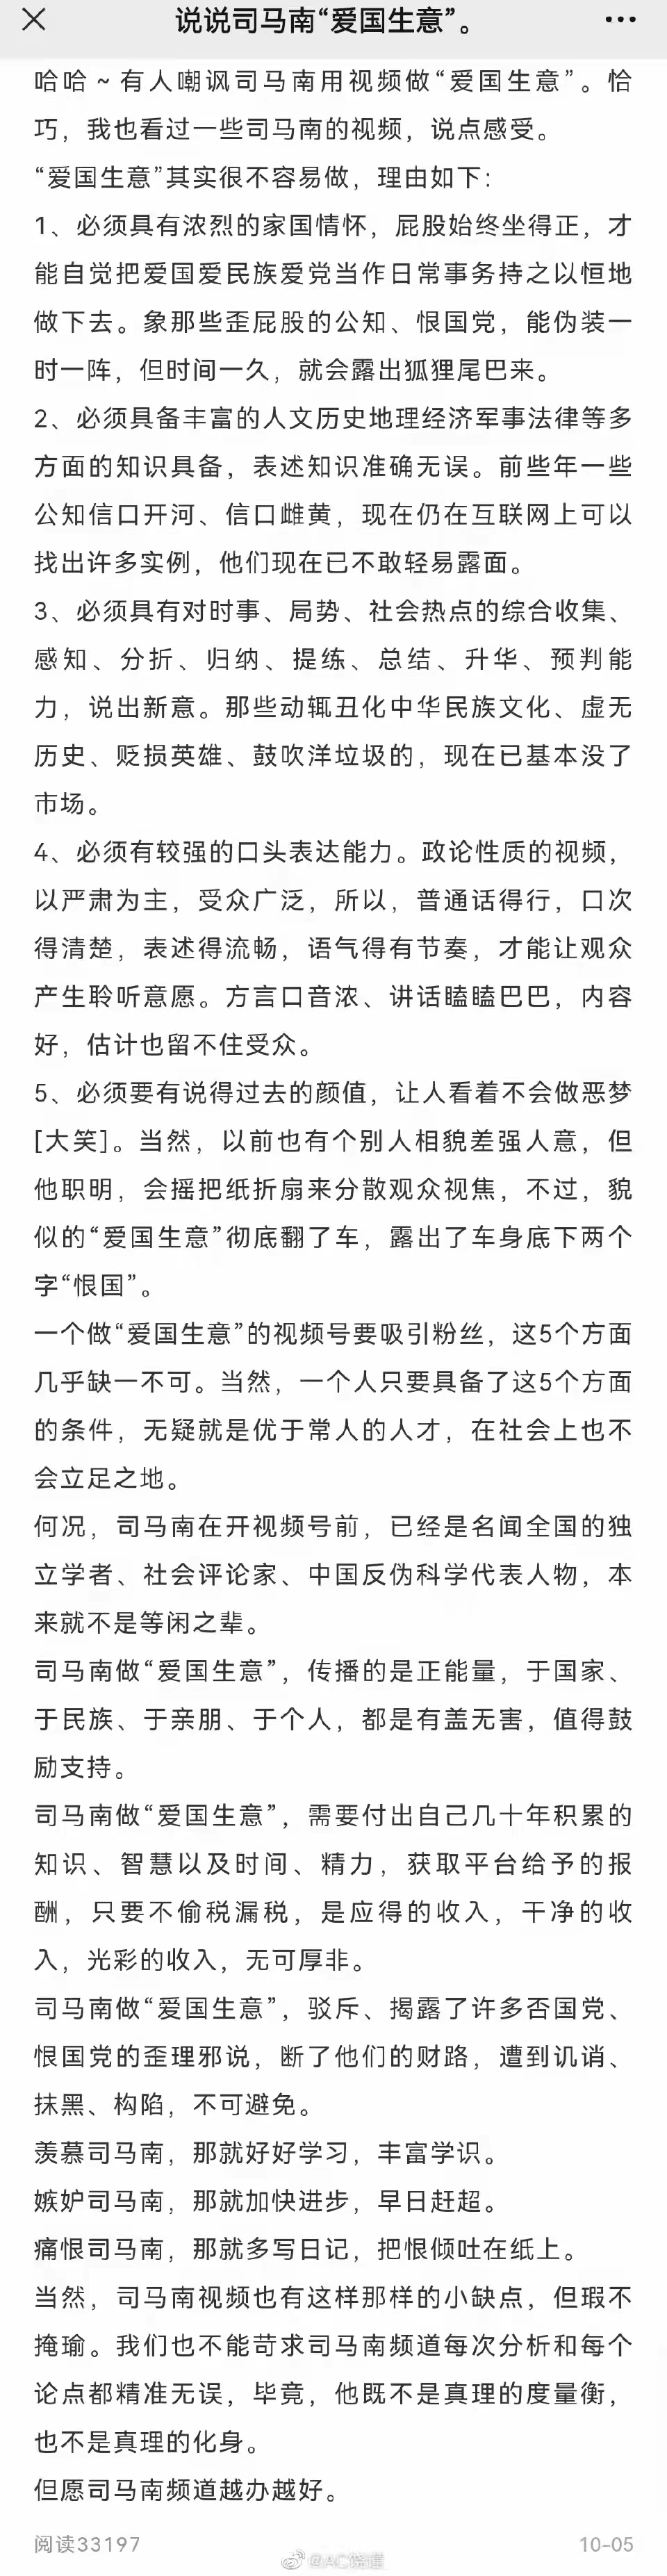 说说司马南“爱国生意”。
哈哈~有人嘲讽司马南用视频做“爱国生意”。恰
巧，我也看过一些司马南的视频，说点感受。
“爱国生意”其实很不容易做，理由如下：
1、必须具有浓烈的家国情怀，屁股始终坐得正，才
能自觉把爱国爱民族爱党当作日常事务持之以恒地
做下去。象那些歪屁股的公知、恨国党，能伪装一
时一阵，但时间一久，就会露出狐狸尾巴来。
2、必须具备丰富的人文历史地理经济军事法律等多
方面的知识具备，表述知识准确无误。前些年一些
公知信口开河、信口雌黄，现在仍在互联网上可以
找出许多实例，他们现在已不敢轻易露面。
3、必须具有对时事、局势、社会热点的综合收集、
感知、分折、归纳、提练、总结、升华、预判能
力，说出新意。那些动辄丑化中华民族文化、虚无
历史、贬损英雄、鼓吹洋垃圾的，现在已基本没了
市场。
4、必须有较强的口头表达能力。政论性质的视频，
以严肃为主，受众广泛，所以，普通话得行，口次
得清楚，表述得流畅，语气得有节奏，才能让观众
产生聆听意愿。方言口音浓、讲话瞌瞌巴巴，内容
好，估计也留不住受众。
5、必须要有说得过去的颜值，让人看着不会做恶梦
[大笑]。当然，以前也有个别人相貌差强人意，但
他职明，会摇把纸折扇来分散观众视焦，不过，貌
似的“爱国生意”彻底翻了车，露出了车身底下两个
字“恨国”。
一个做“爱国生意”的视频号要吸引粉丝，这5个方面
几乎缺一不可。当然，一个人只要具备了这5个方面
的条件，无疑就是优于常人的人才，在社会上也不
会立足之地。
何况，司马南在开视频号前，已经是名闻全国的独
立学者、社会评论家、中国反伪科学代表人物，本
来就不是等闲之辈。
司马南做“爱国生意”，传播的是正能量，于国家、
于民族、于亲朋、于个人，都是有盖无害，值得鼓
励支持。
司马南做“爱国生意”，需要付出自己几十年积累的
知识、智慧以及时间、精力，获取平台给予的报
酬，只要不偷税漏税，是应得的收入，干净的收
入，光彩的收入，无可厚非。
司马南做“爱国生意”，驳斥、揭露了许多否国党、
恨国党的歪理邪说，断了他们的财路，遭到讥诮、
抹黑、构陷，不可避免。
羡慕司马南，那就好好学习，丰富学识。
嫉妒司马南，那就加快进步，早日赶超。
痛恨司马南，那就多写日记，把恨倾吐在纸上。
当然，司马南视频也有这样那样的小缺点，但瑕不
掩瑜。我们也不能苛求司马南频道每次分析和每个
论点都精准无误，毕竟，他既不是真理的度量衡，
也不是真理的化身。
但愿司马南频道越办越好。
阅读33197
10-05
@AC饶道